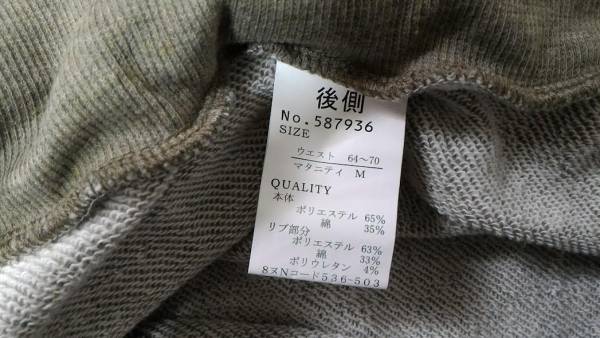 後側
No.587936
SIZE
ウエスト 64〜70
マタニティ M
QUALITY
本体
ポリエステル 65%
綿 35%
リブ部分
ポリエステル 63%
綿 33%
ポリウレタン 4%
8ヌNコード536-503